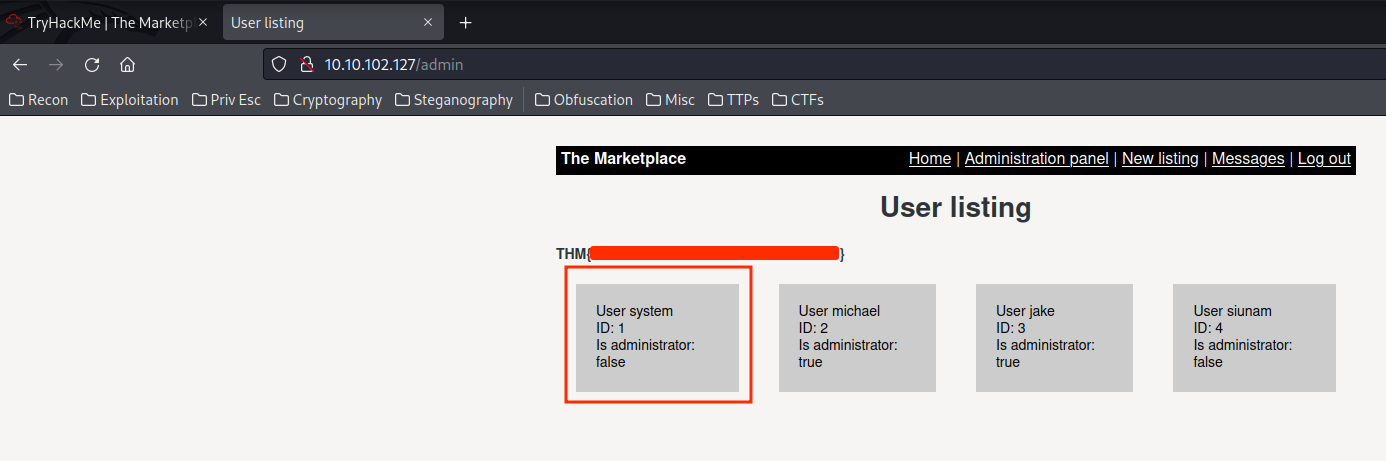 TryHackMe | The Marketp
User listing
10.10.102.127/admin
Recon Exploitation Priv Esc Cryptography Steganography Obfuscation Misc TTPs CTFs
The Marketplace Home | Administration panel | New listing | Messages | Log out
User listing
THM{ }
User system
ID: 1
Is administrator:
false
User michael
ID: 2
Is administrator:
true
User jake
ID: 3
Is administrator:
true
User siunam
ID: 4
Is administrator:
false